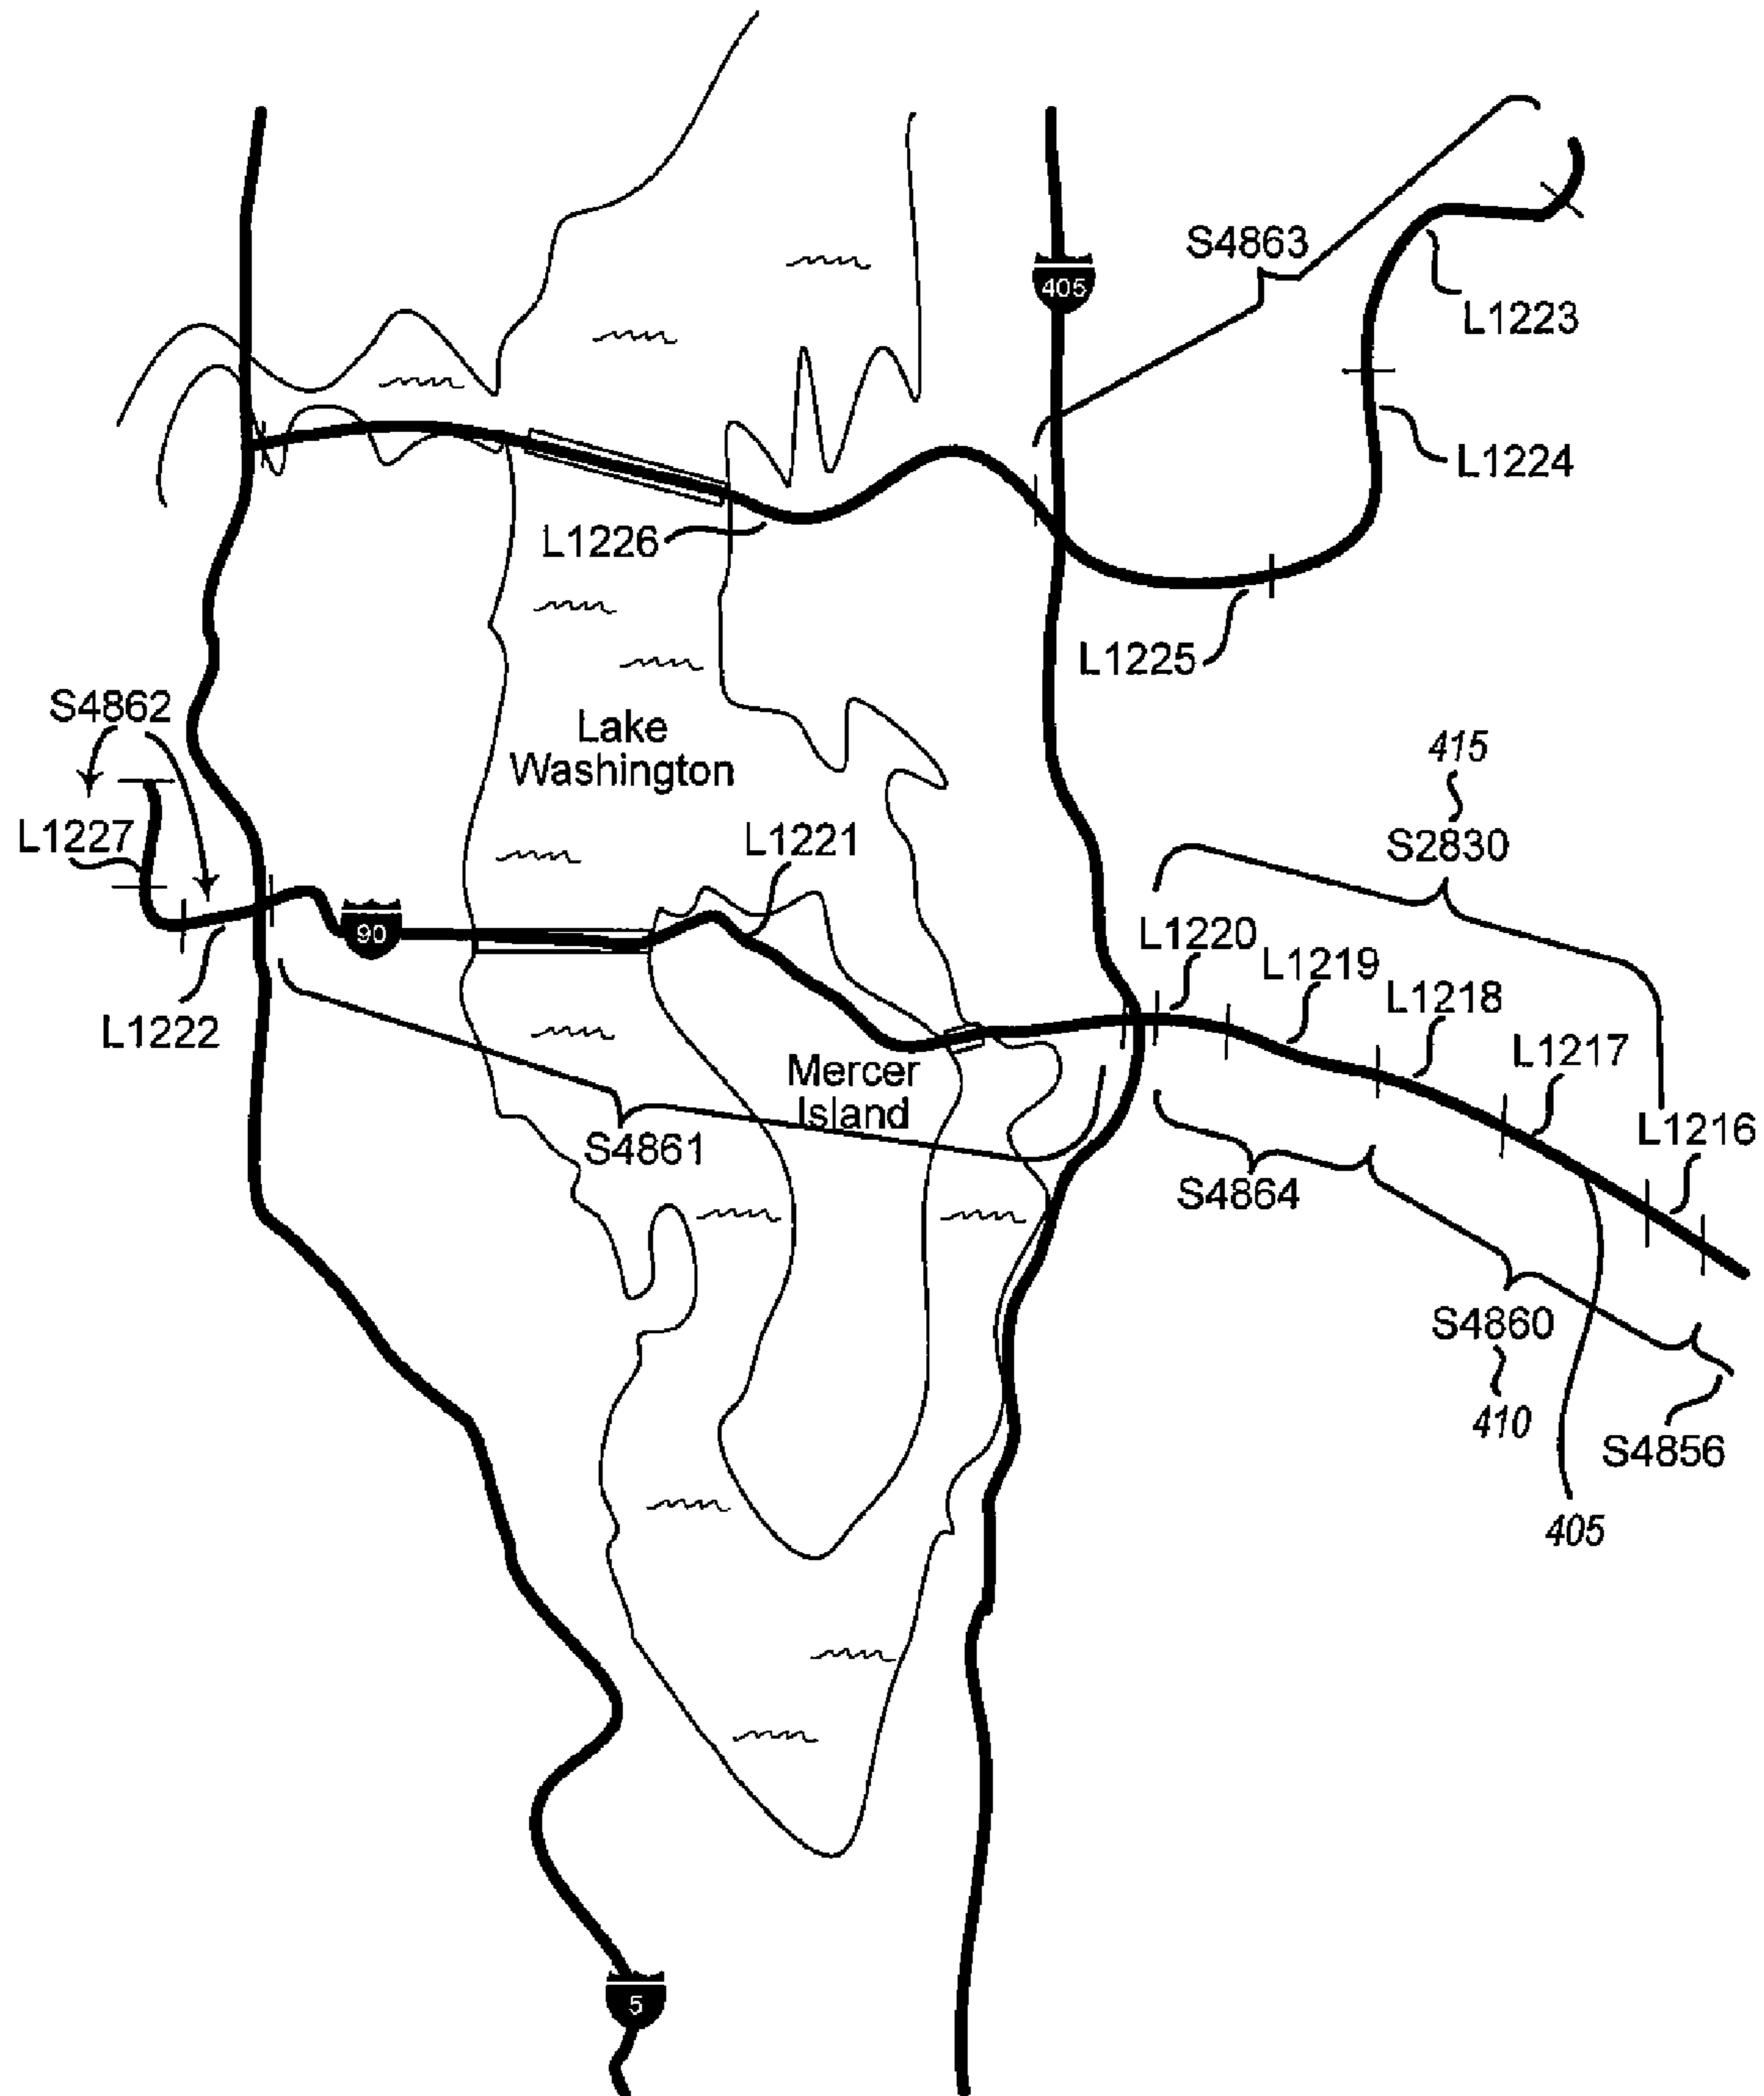 S4863
405
L1223
L1224
L1226
L1225
S4862
Lake
Washington
415
S2830
L1227
L1221
90
L1220
L1219
L1218
L1222
L1217
Mercer
Island
L1216
S4861
S4864
S4860
410
S4856
405
5